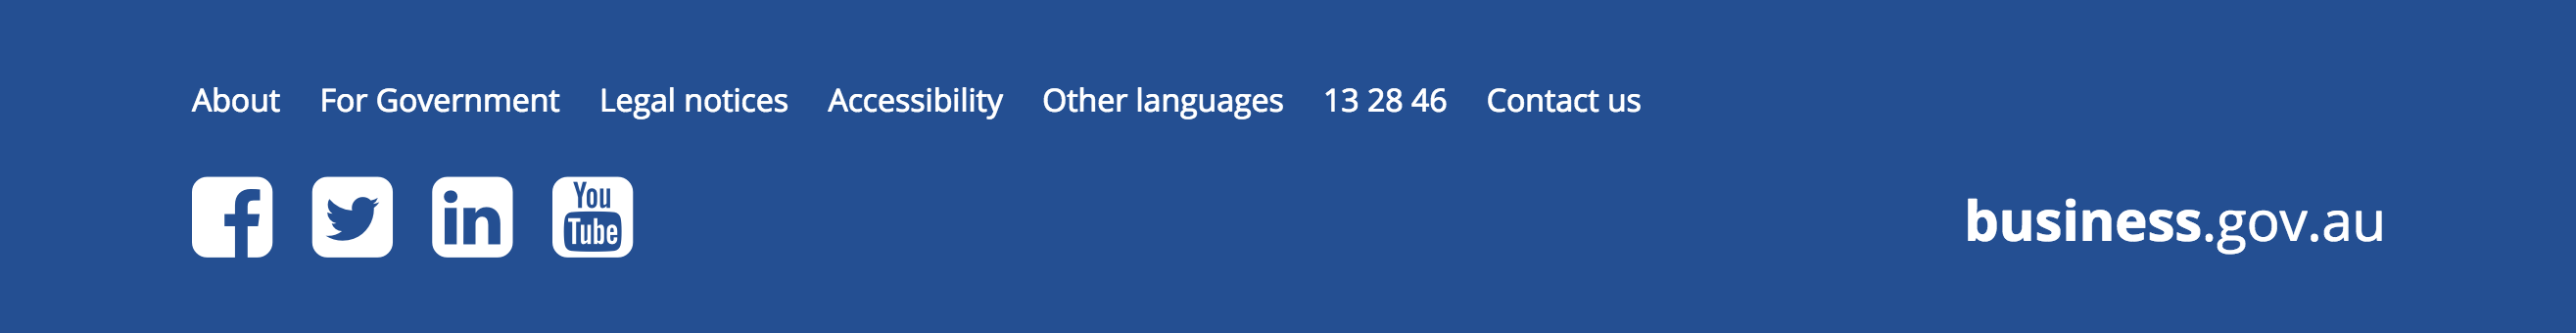 About For Government Legal notices Accessibility Other languages 13 28 46 Contact us
f in You Tube
business.gov.au